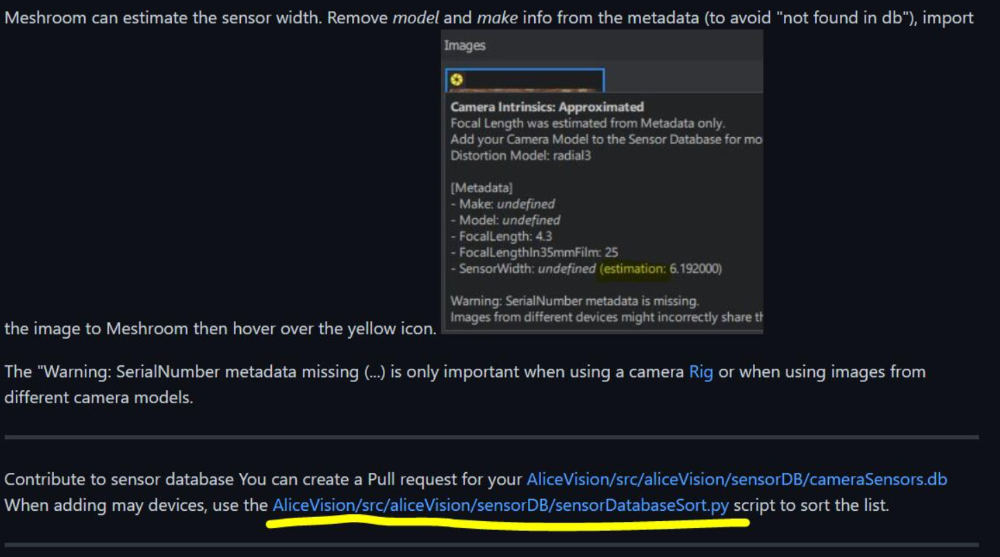 Meshroom can estimate the sensor width. Remove model and make info from the metadata (to avoid "not found in db"), import
Images
Camera Intrinsics: Approximated
Focal Length was estimated from Metadata only.
Add your Camera Model to the Sensor Database for mo
Distortion Model: radial3
[Metadata]
- Make: undefined
- Model: undefined
- FocalLength: 4.3
- FocalLengthIn35mmFilm: 25
- SensorWidth: undefined (estimation: 6.192000)
Warning: SerialNumber metadata is missing.
Images from different devices might incorrectly share th
the image to Meshroom then hover over the yellow icon.
The "Warning: SerialNumber metadata missing (...) is only important when using a camera Rig or when using images from
different camera models.
Contribute to sensor database You can create a Pull request for your AliceVision/src/aliceVision/sensorDB/cameraSensors.db
When adding may devices, use the AliceVision/src/aliceVision/sensorDB/sensorDatabaseSort.py script to sort the list.